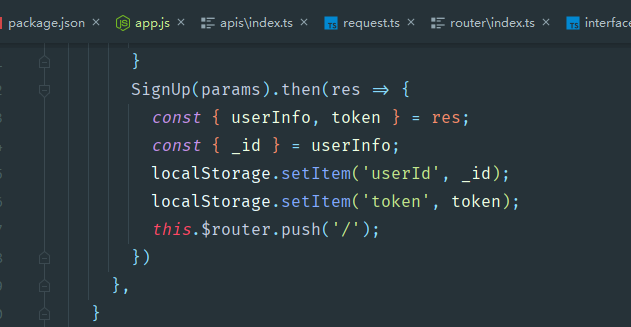 package.json × app.js × apis\index.ts × request.ts × router\index.ts × interface
}
SignUp(params).then(res => {
const { userInfo, token } = res;
const { _id } = userInfo;
localStorage.setItem('userId', _id);
localStorage.setItem('token', token);
this.$router.push('/');
})
},
}